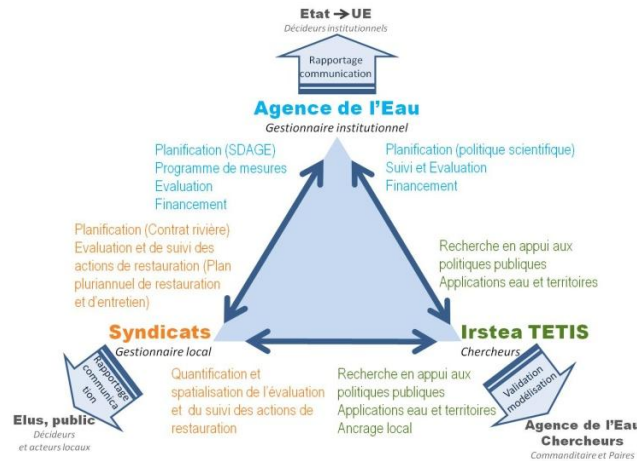 Etat → UE
Décideurs institutionnels
Rapportage
communication
Agence de l'Eau
Gestionnaire institutionnel
Planification (SDAGE)
Programme de mesures
Evaluation
Financement
Planification (politique scientifique)
Suivi et Evaluation
Financement
Planification (Contrat rivière)
Evaluation et de suivi des
actions de restauration (Plan
pluriannuel de restauration
et d'entretien)
Recherche en appui aux
politiques publiques
Applications eau et territoires
Syndicats
Gestionnaire local
Irstea TETIS
Chercheurs
Rapportage
communica
tion
Quantification et
spatialisation de l'évaluation
et du suivi des actions de
restauration
Recherche en appui aux
politiques publiques
Applications eau et territoires
Ancrage local
Validation
modélisation
Elus, public
Décideurs
et acteurs locaux
Agence de l'Eau
Chercheurs
Commanditaire et Paires